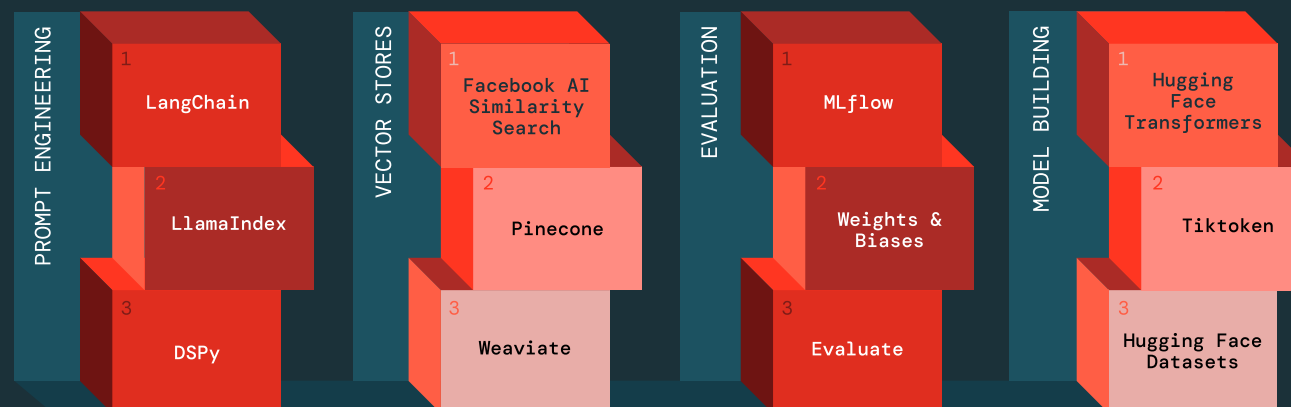 PROMPT ENGINEERING
1
LangChain
2
LlamaIndex
3
DSPy
VECTOR STORES
1
Facebook AI
Similarity
Search
2
Pinecone
3
Weaviate
EVALUATION
1
MLflow
2
Weights &
Biases
3
Evaluate
MODEL BUILDING
1
Hugging
Face
Transformers
2
Tiktoken
3
Hugging Face
Datasets